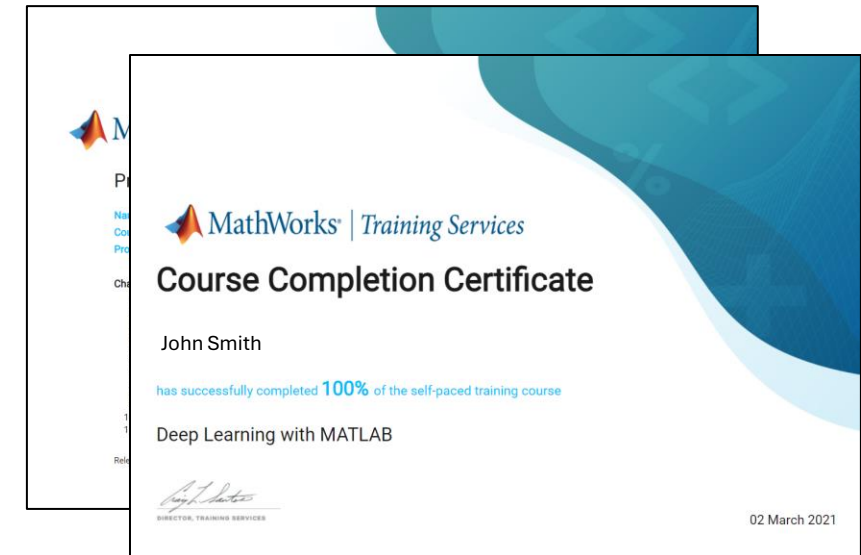 MathWorks® | Training Services
Course Completion Certificate
John Smith
has successfully completed 100% of the self-paced training course
Deep Learning with MATLAB
DIRECTOR, TRAINING SERVICES
02 March 2021